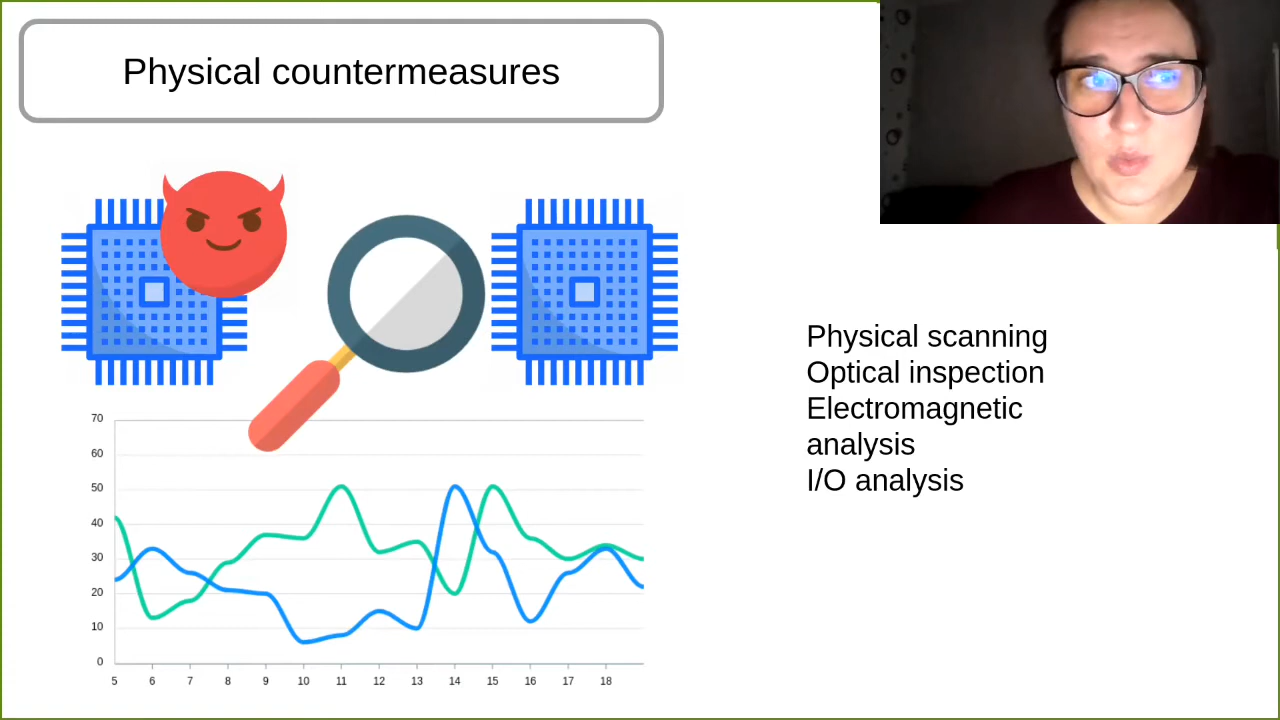 Physical countermeasures
Physical scanning
Optical inspection
Electromagnetic
analysis
I/O analysis
70
60
50
40
30
20
10
0
5 6 7 8 9 10 11 12 13 14 15 16 17 18